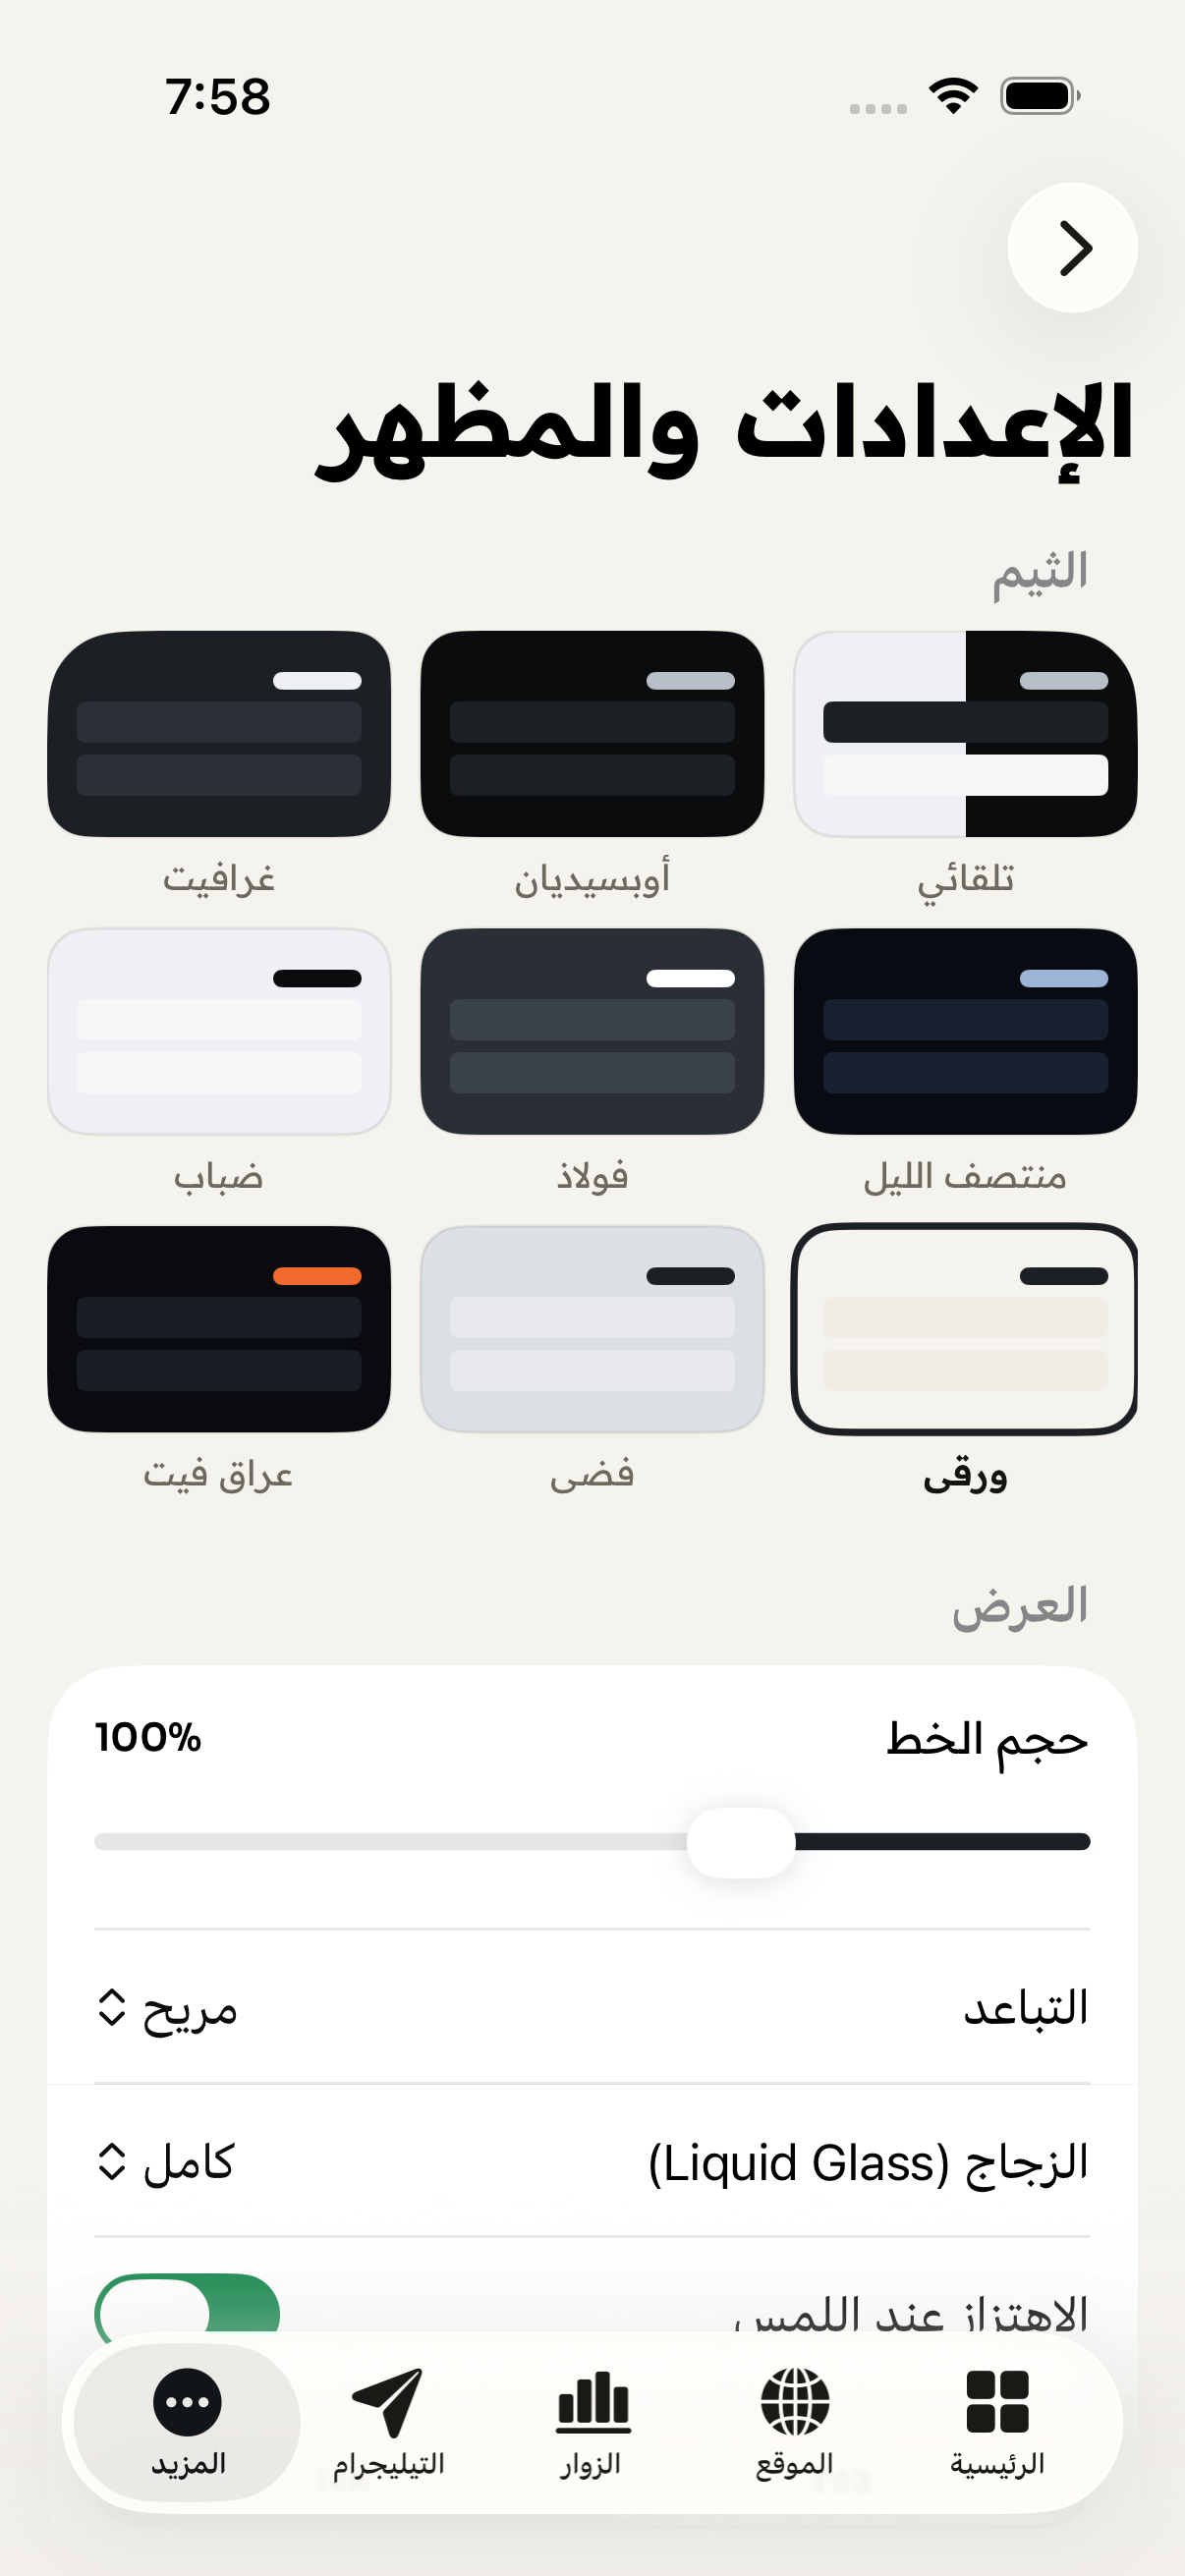 7:58
الإعدادات والمظهر
الثيم
تلقائي
أوبسيديان
غرافيت
منتصف الليل
فولاذ
ضباب
ورقي
فضي
عراق فيت
العرض
حجم الخط
100%
التباعد
مريح
الزجاج (Liquid Glass)
كامل
الاهتزاز عند اللمس
الرئيسية
الموقع
الزوار
التيليجرام
المزيد